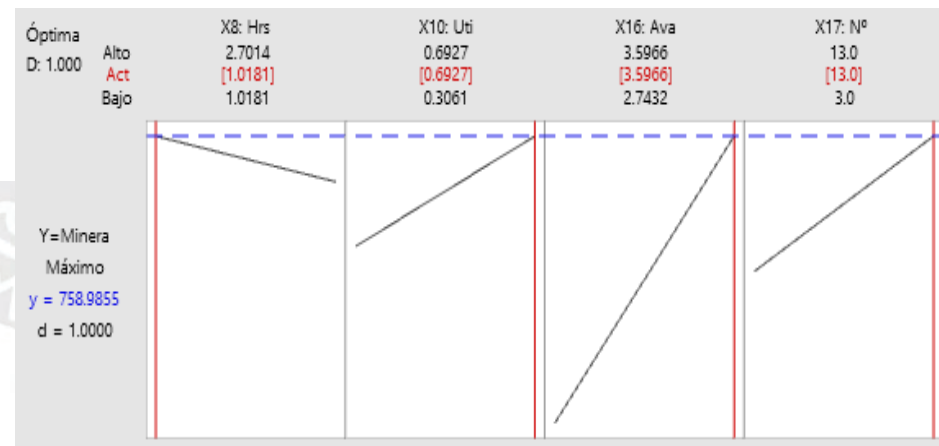 Óptima
D: 1.000
Alto
Act
Bajo
X8: Hrs
2.7014
[1.0181]
1.0181
X10: Uti
0.6927
[0.6927]
0.3061
X16: Ava
3.5966
[3.5966]
2.7432
X17: Nº
13.0
[13.0]
3.0
Y=Minera
Máximo
y = 758.9855
d = 1.0000